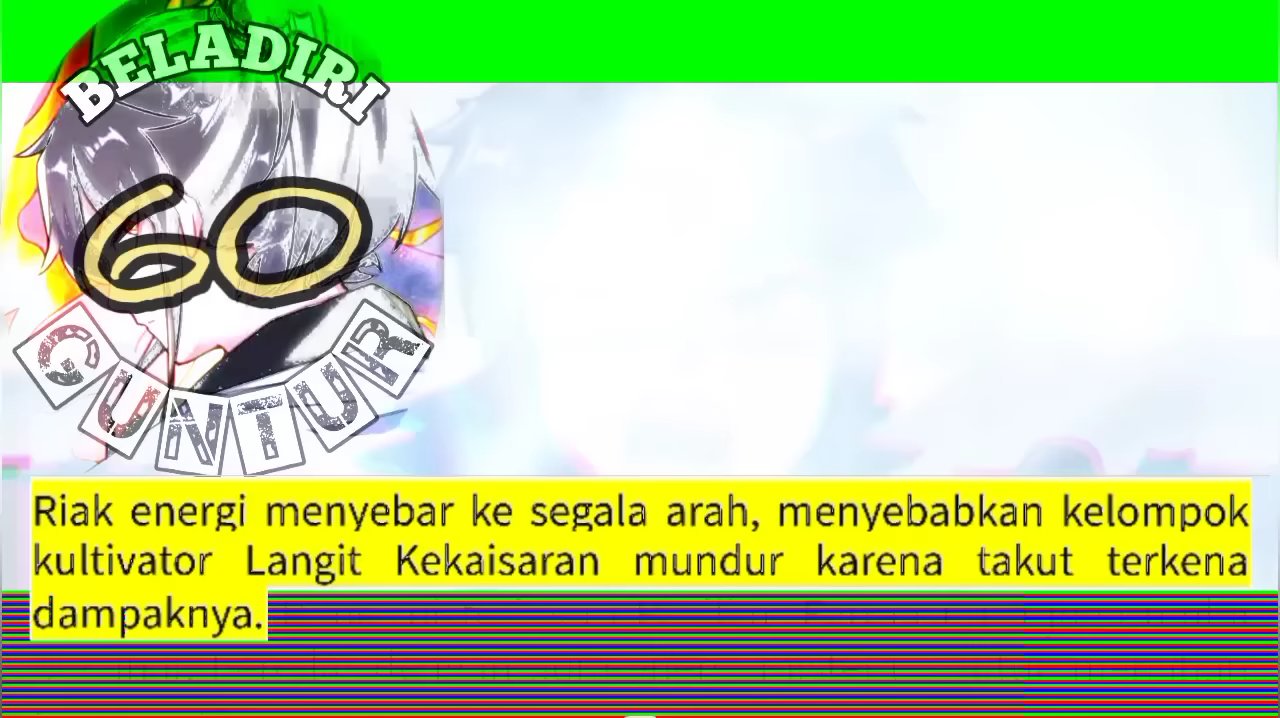 BELADIRI
60
GUNTUR
Riak energi menyebar ke segala arah, menyebabkan kelompok
kultivator Langit Kekaisaran mundur karena takut terkena
dampaknya.